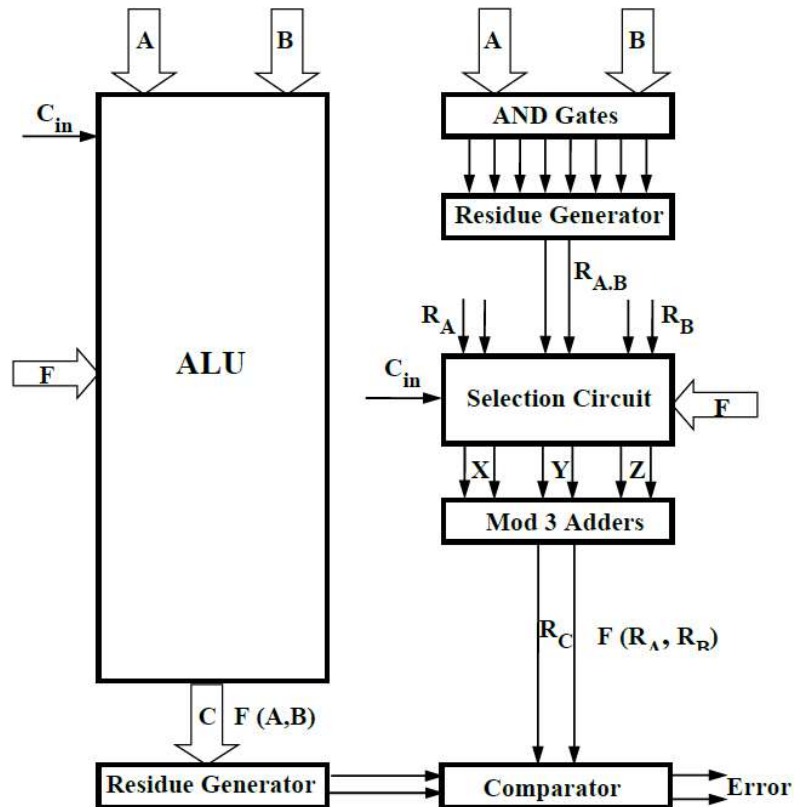 A B A B
C_in
AND Gates
Residue Generator
R_A.B
R_A R_B
F ALU C_in Selection Circuit F
X Y Z
Mod 3 Adders
R_C F (R_A , R_B)
C F (A,B)
Residue Generator Comparator Error